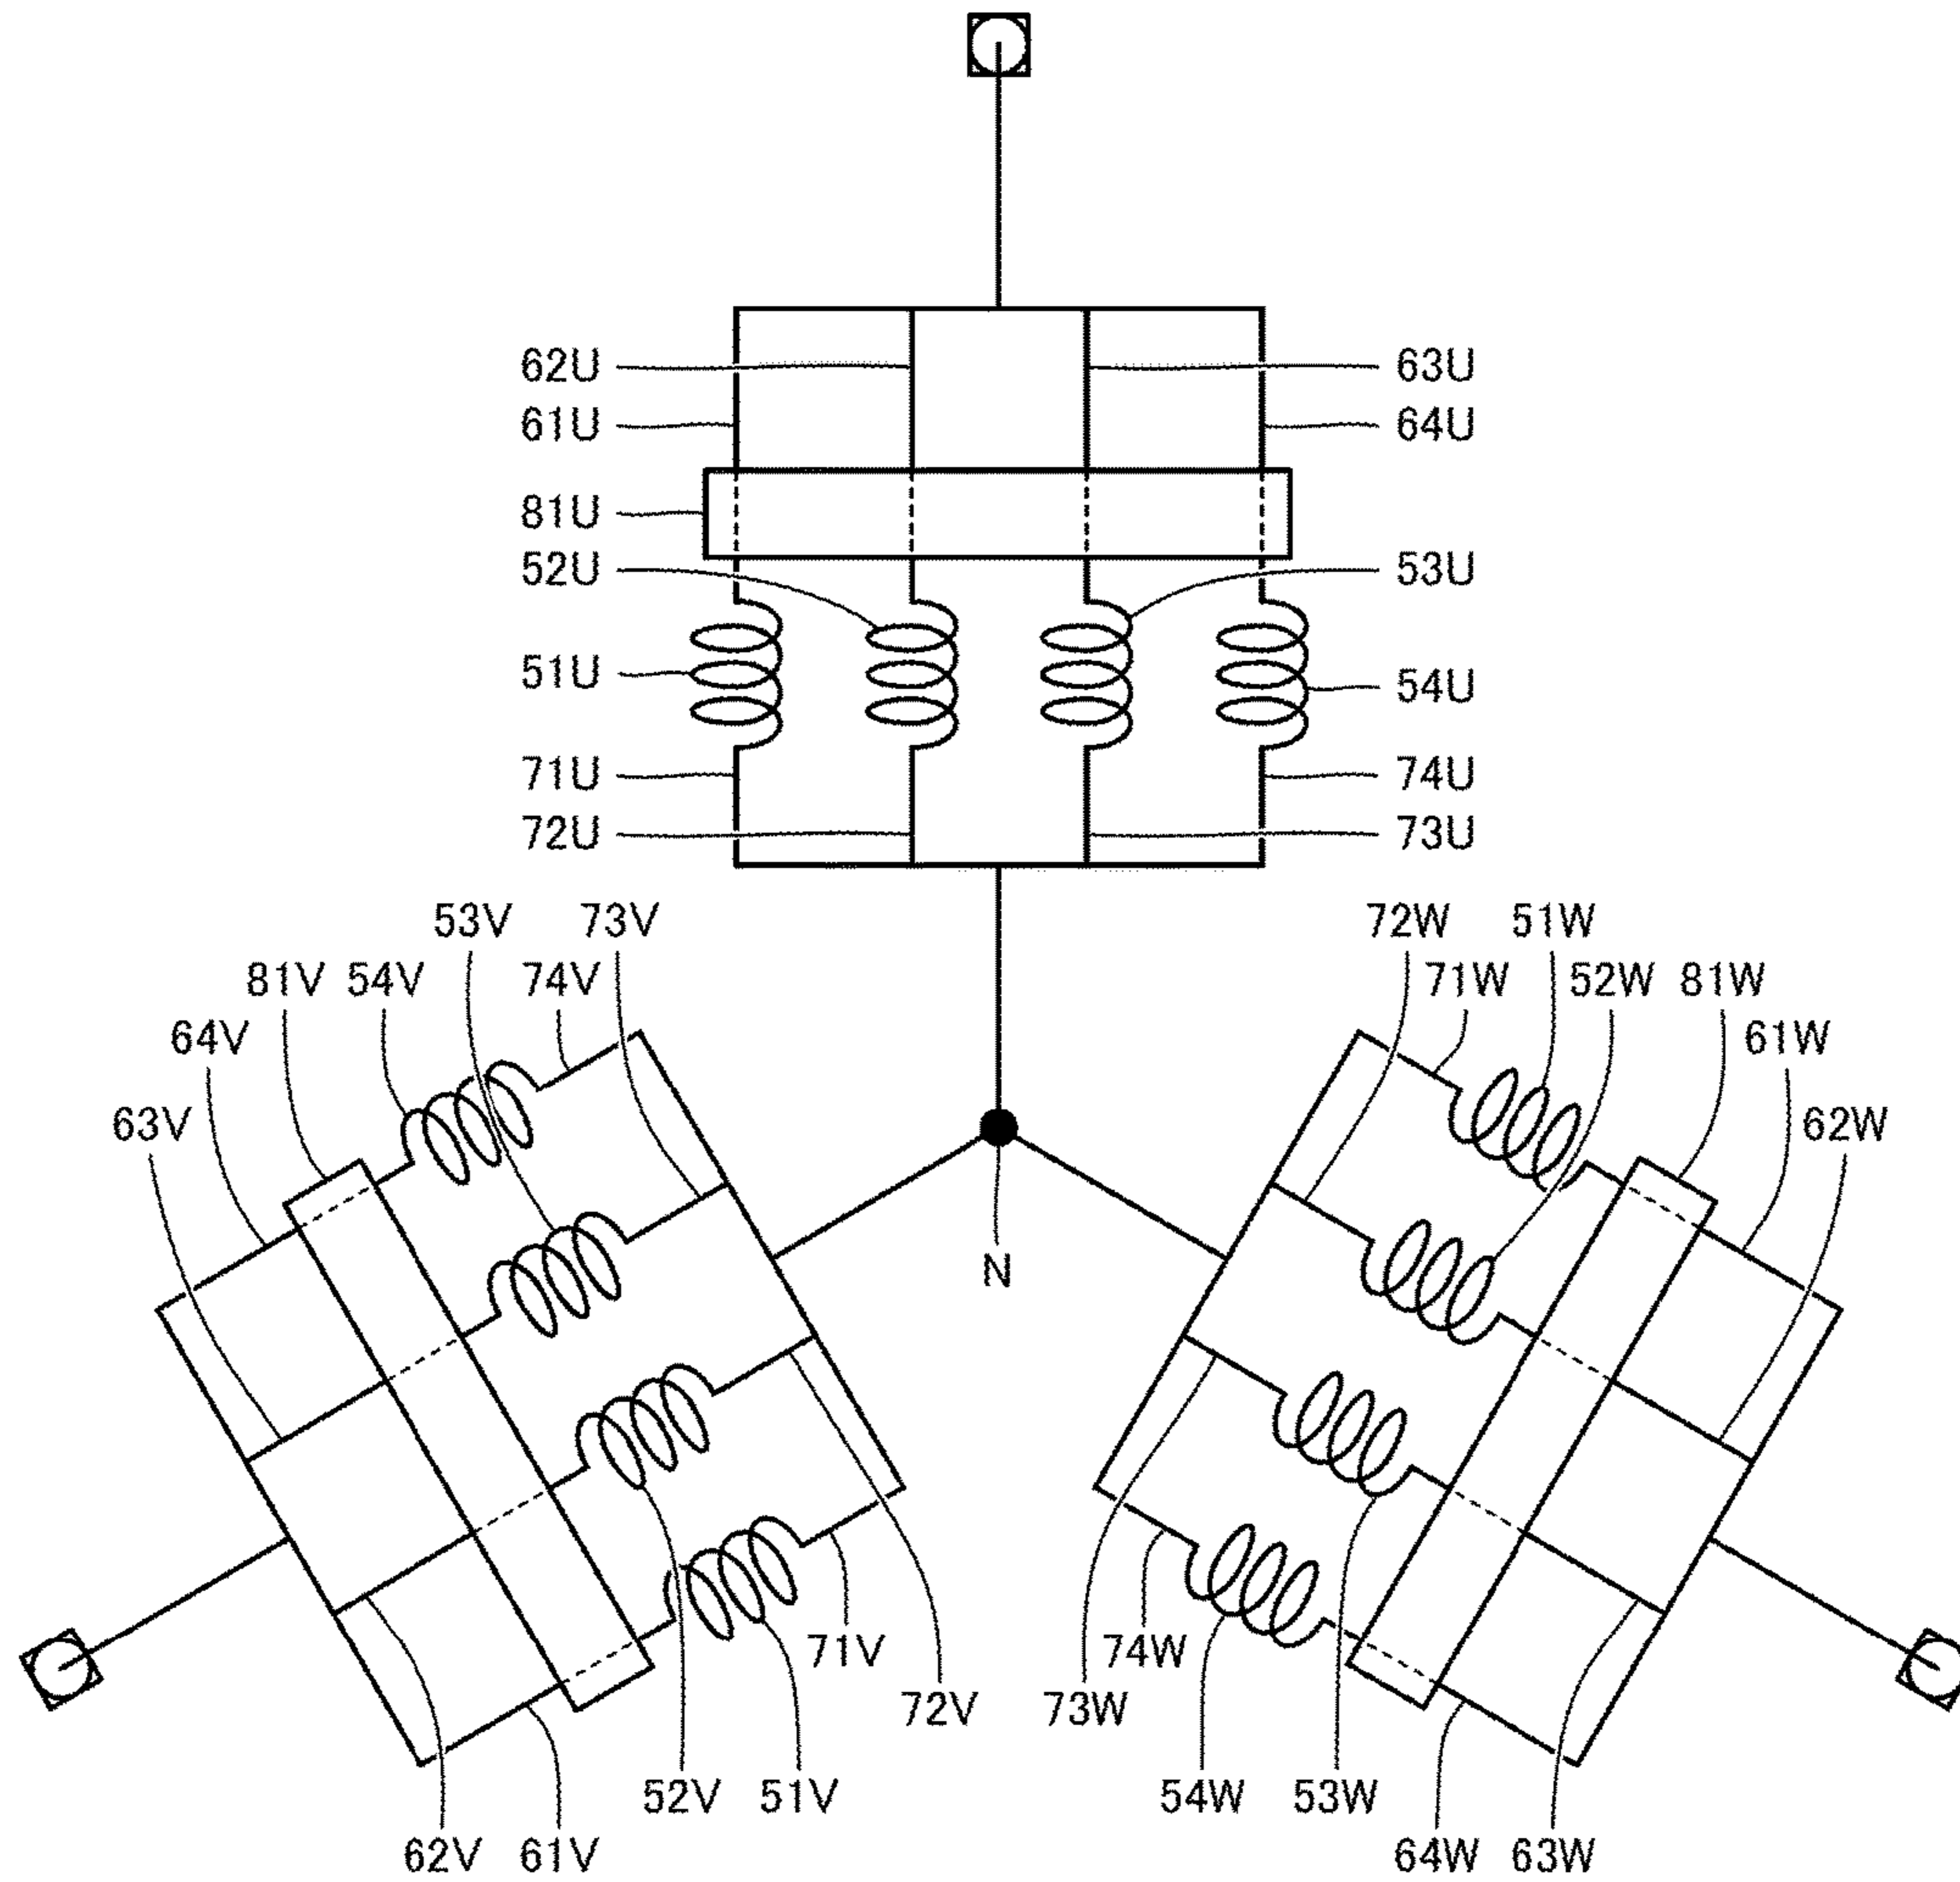 62U 63U
61U 64U
81U
52U 53U
51U 54U
71U 74U
72U 73U
53V 73V 72W 51W
81V 54V 74V 71W 52W 81W
64V 61W
63V 62W
N
71V 74W
72V 73W
52V 51V 54W 53W
62V 61V 64W 63W